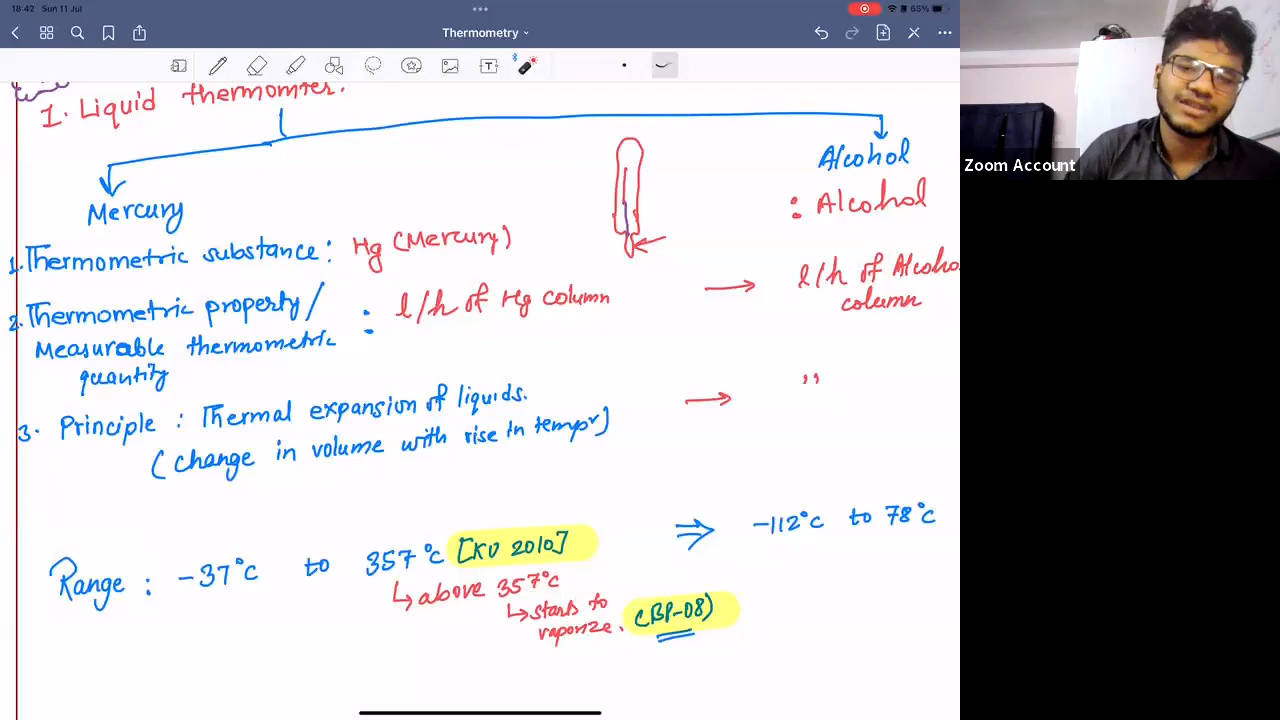 18:42 Sun 11 Jul
65%
Thermometry
T
1. Liquid thermomter.
Mercury
Alcohol
Zoom Account
1. Thermometric substance : Hg (Mercury)
: Alcohol
2. Thermometric property/
Measurable thermometric
quantity
: l/h of Hg column
→ l/h of Alcoho
column
3. Principle : Thermal expansion of liquids.
(change in volume with rise in tempr)
→ ,,
Range : -37°c to 357°c [KU 2010]
⇒ -112°c to 78°c
↳ above 357°c
↳ starts to
vaporize.
(BP-08)